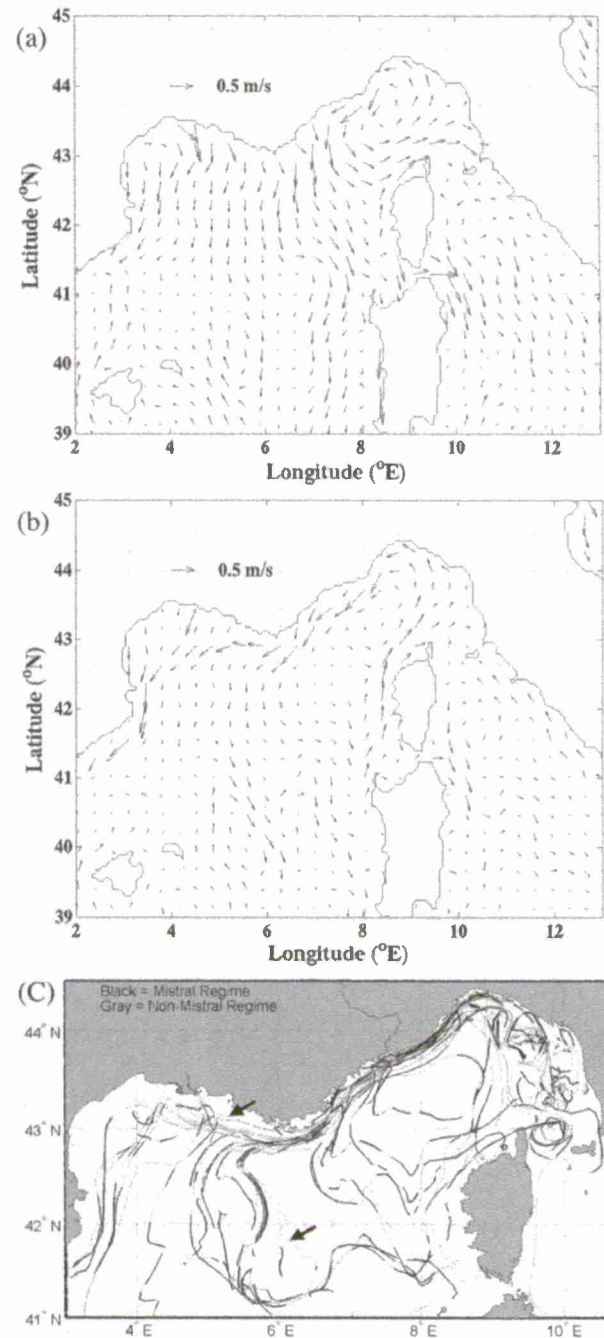 (a)
45
44
43
42
41
40
39
0.5 m/s
Latitude (°N)
2 4 6 8 10 12
Longitude (°E)
(b)
45
44
43
42
41
40
39
0.5 m/s
Latitude (°N)
2 4 6 8 10 12
Longitude (°E)
(C)
Black = Mistral Regime
Gray = Non-Mistral Regime
44° N
43° N
42° N
41° N
4° E 6° E 8° E 10° E